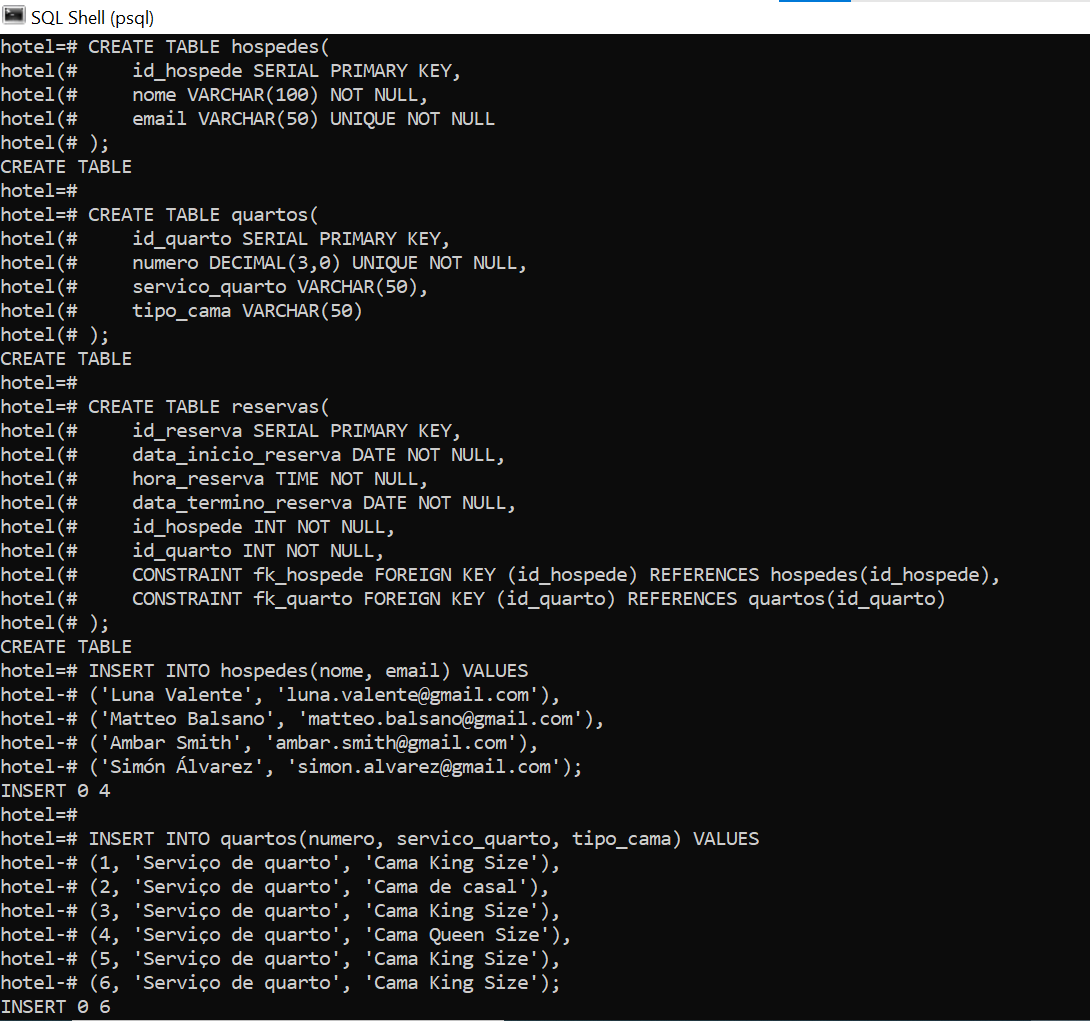 SQL Shell (psql)
hotel=# CREATE TABLE hospedes(
hotel(#     id_hospede SERIAL PRIMARY KEY,
hotel(#     nome VARCHAR(100) NOT NULL,
hotel(#     email VARCHAR(50) UNIQUE NOT NULL
hotel(# );
CREATE TABLE
hotel=#
hotel=# CREATE TABLE quartos(
hotel(#     id_quarto SERIAL PRIMARY KEY,
hotel(#     numero DECIMAL(3,0) UNIQUE NOT NULL,
hotel(#     servico_quarto VARCHAR(50),
hotel(#     tipo_cama VARCHAR(50)
hotel(# );
CREATE TABLE
hotel=#
hotel=# CREATE TABLE reservas(
hotel(#     id_reserva SERIAL PRIMARY KEY,
hotel(#     data_inicio_reserva DATE NOT NULL,
hotel(#     hora_reserva TIME NOT NULL,
hotel(#     data_termino_reserva DATE NOT NULL,
hotel(#     id_hospede INT NOT NULL,
hotel(#     id_quarto INT NOT NULL,
hotel(#     CONSTRAINT fk_hospede FOREIGN KEY (id_hospede) REFERENCES hospedes(id_hospede),
hotel(#     CONSTRAINT fk_quarto FOREIGN KEY (id_quarto) REFERENCES quartos(id_quarto)
hotel(# );
CREATE TABLE
hotel=# INSERT INTO hospedes(nome, email) VALUES
hotel-# ('Luna Valente', 'luna.valente@gmail.com'),
hotel-# ('Matteo Balsano', 'matteo.balsano@gmail.com'),
hotel-# ('Ambar Smith', 'ambar.smith@gmail.com'),
hotel-# ('Simón Álvarez', 'simon.alvarez@gmail.com');
INSERT 0 4
hotel=#
hotel=# INSERT INTO quartos(numero, servico_quarto, tipo_cama) VALUES
hotel-# (1, 'Serviço de quarto', 'Cama King Size'),
hotel-# (2, 'Serviço de quarto', 'Cama de casal'),
hotel-# (3, 'Serviço de quarto', 'Cama King Size'),
hotel-# (4, 'Serviço de quarto', 'Cama Queen Size'),
hotel-# (5, 'Serviço de quarto', 'Cama King Size'),
hotel-# (6, 'Serviço de quarto', 'Cama King Size');
INSERT 0 6